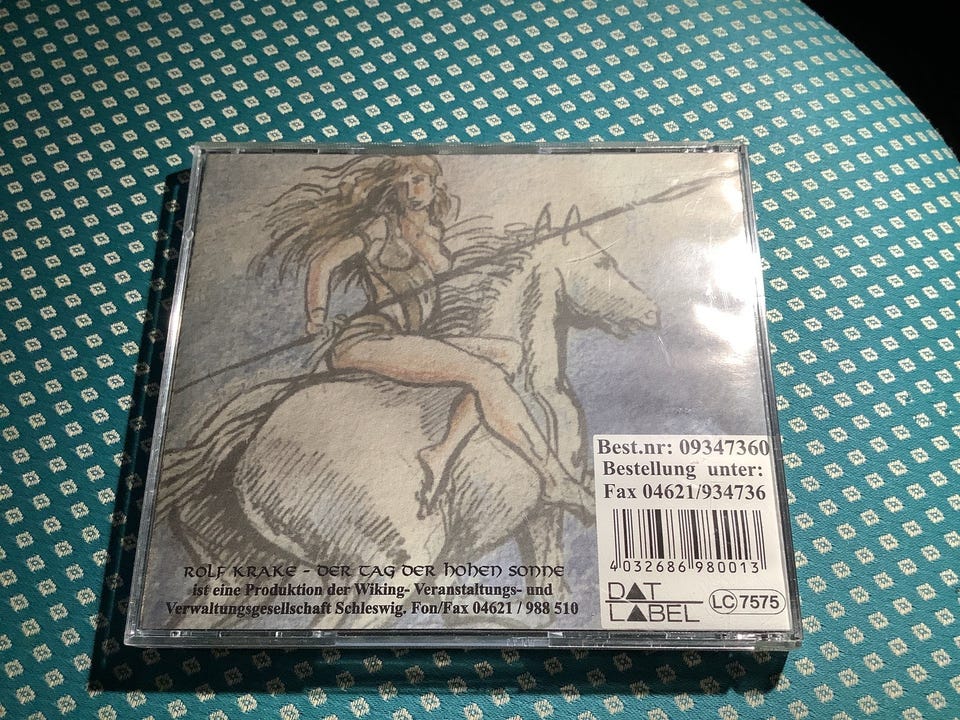 Best.nr: 09347360
Bestellung unter:
Fax 04621/934736
4 032686 980013
DAT
LABEL
LC 7575
ROLF KRAKE - DER TAG DER HOHEN SONNE
ist eine Produktion der Wiking- Veranstaltungs- und
Verwaltungsgesellschaft Schleswig. Fon/Fax 04621 / 988 510